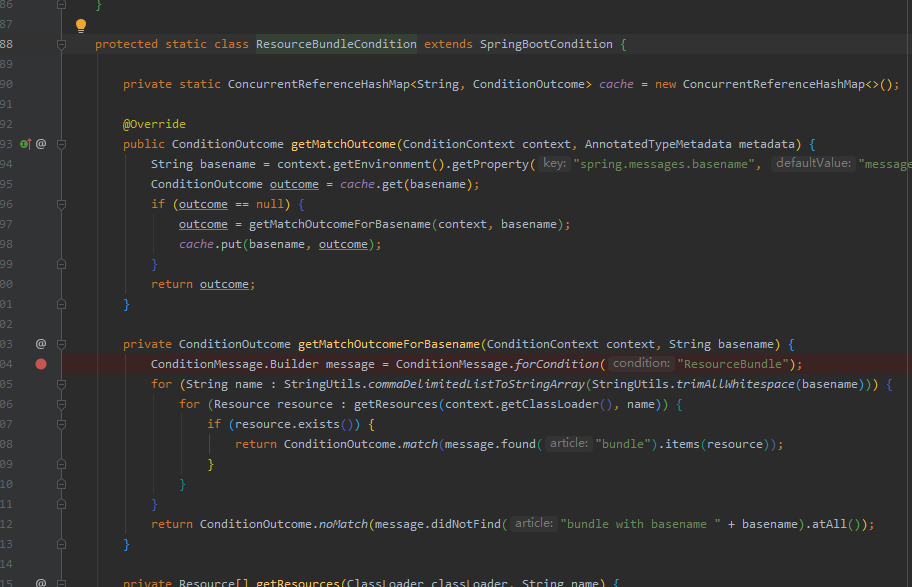 86 }
87
88 protected static class ResourceBundleCondition extends SpringBootCondition {
89
90 private static ConcurrentReferenceHashMap<String, ConditionOutcome> cache = new ConcurrentReferenceHashMap<>();
91
92 @Override
93 @ public ConditionOutcome getMatchOutcome(ConditionContext context, AnnotatedTypeMetadata metadata) {
94 String basename = context.getEnvironment().getProperty( key: "spring.messages.basename", defaultValue: "message
95 ConditionOutcome outcome = cache.get(basename);
96 if (outcome == null) {
97 outcome = getMatchOutcomeForBasename(context, basename);
98 cache.put(basename, outcome);
99 }
00 return outcome;
01 }
02
03 @ private ConditionOutcome getMatchOutcomeForBasename(ConditionContext context, String basename) {
04 ConditionMessage.Builder message = ConditionMessage.forCondition( condition: "ResourceBundle");
05 for (String name : StringUtils.commaDelimitedListToStringArray(StringUtils.trimAllWhitespace(basename))) {
06 for (Resource resource : getResources(context.getClassLoader(), name)) {
07 if (resource.exists()) {
08 return ConditionOutcome.match(message.found( article: "bundle").items(resource));
09 }
10 }
11 }
12 return ConditionOutcome.noMatch(message.didNotFind( article: "bundle with basename " + basename).atAll());
13 }
14
15 @ private Resource[] getResources(ClassLoader classLoader, String name) {